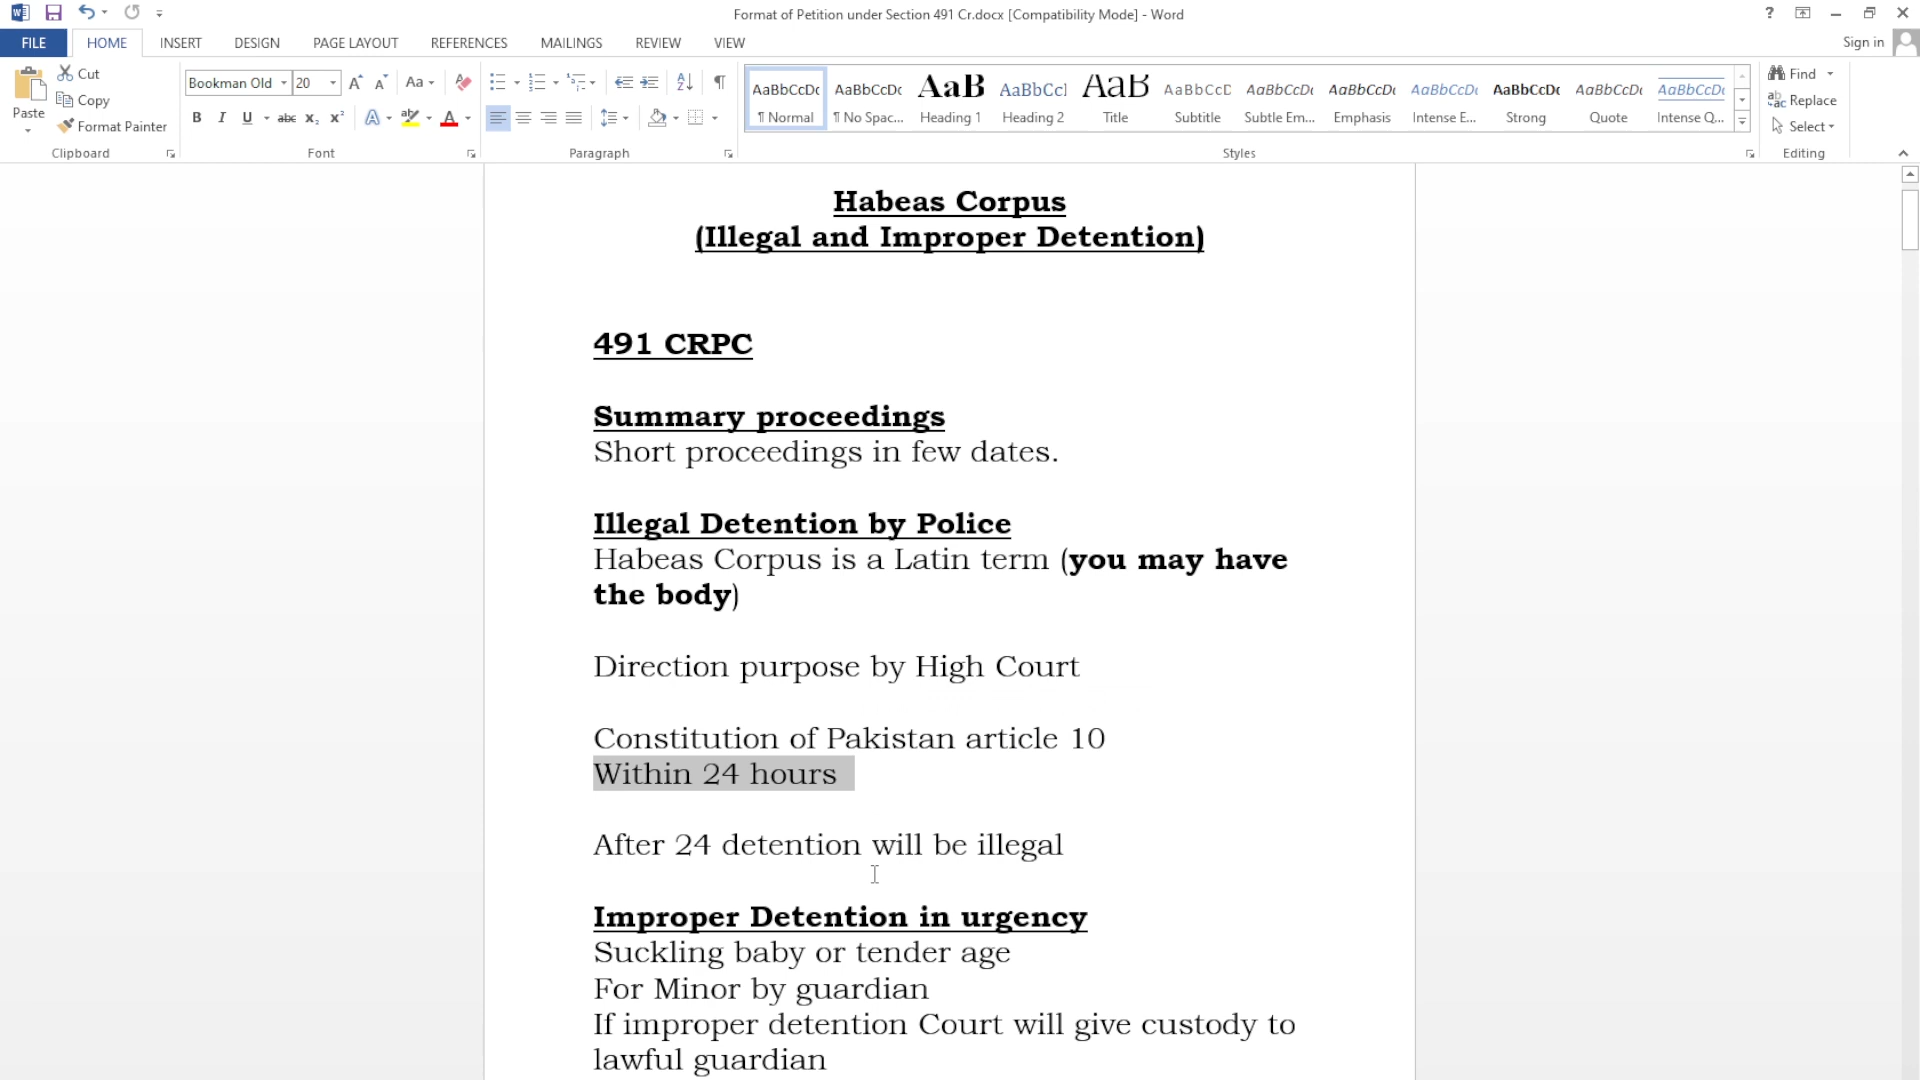 Format of Petition under Section 491 Cr.docx [Compatibility Mode] - Word
?
FILE HOME INSERT DESIGN PAGE LAYOUT REFERENCES MAILINGS REVIEW VIEW Sign in
Paste Cut Copy Format Painter
Clipboard
Bookman Old 20 Aa
B I U abc x₂ x² A ab A
Font
Paragraph
AaBbCcDc AaBbCcDc AaB AaBbCcI AaB AaBbCcD AaBbCcDc AaBbCcDc AaBbCcDc AaBbCcDc AaBbCcDc AaBbCcDc
¶ Normal ¶ No Spac... Heading 1 Heading 2 Title Subtitle Subtle Em... Emphasis Intense E... Strong Quote Intense Q...
Styles
Find
Replace
Select
Editing
Habeas Corpus
(Illegal and Improper Detention)
491 CRPC
Summary proceedings
Short proceedings in few dates.
Illegal Detention by Police
Habeas Corpus is a Latin term (you may have
the body)
Direction purpose by High Court
Constitution of Pakistan article 10
Within 24 hours
After 24 detention will be illegal
Improper Detention in urgency
Suckling baby or tender age
For Minor by guardian
If improper detention Court will give custody to
lawful guardian